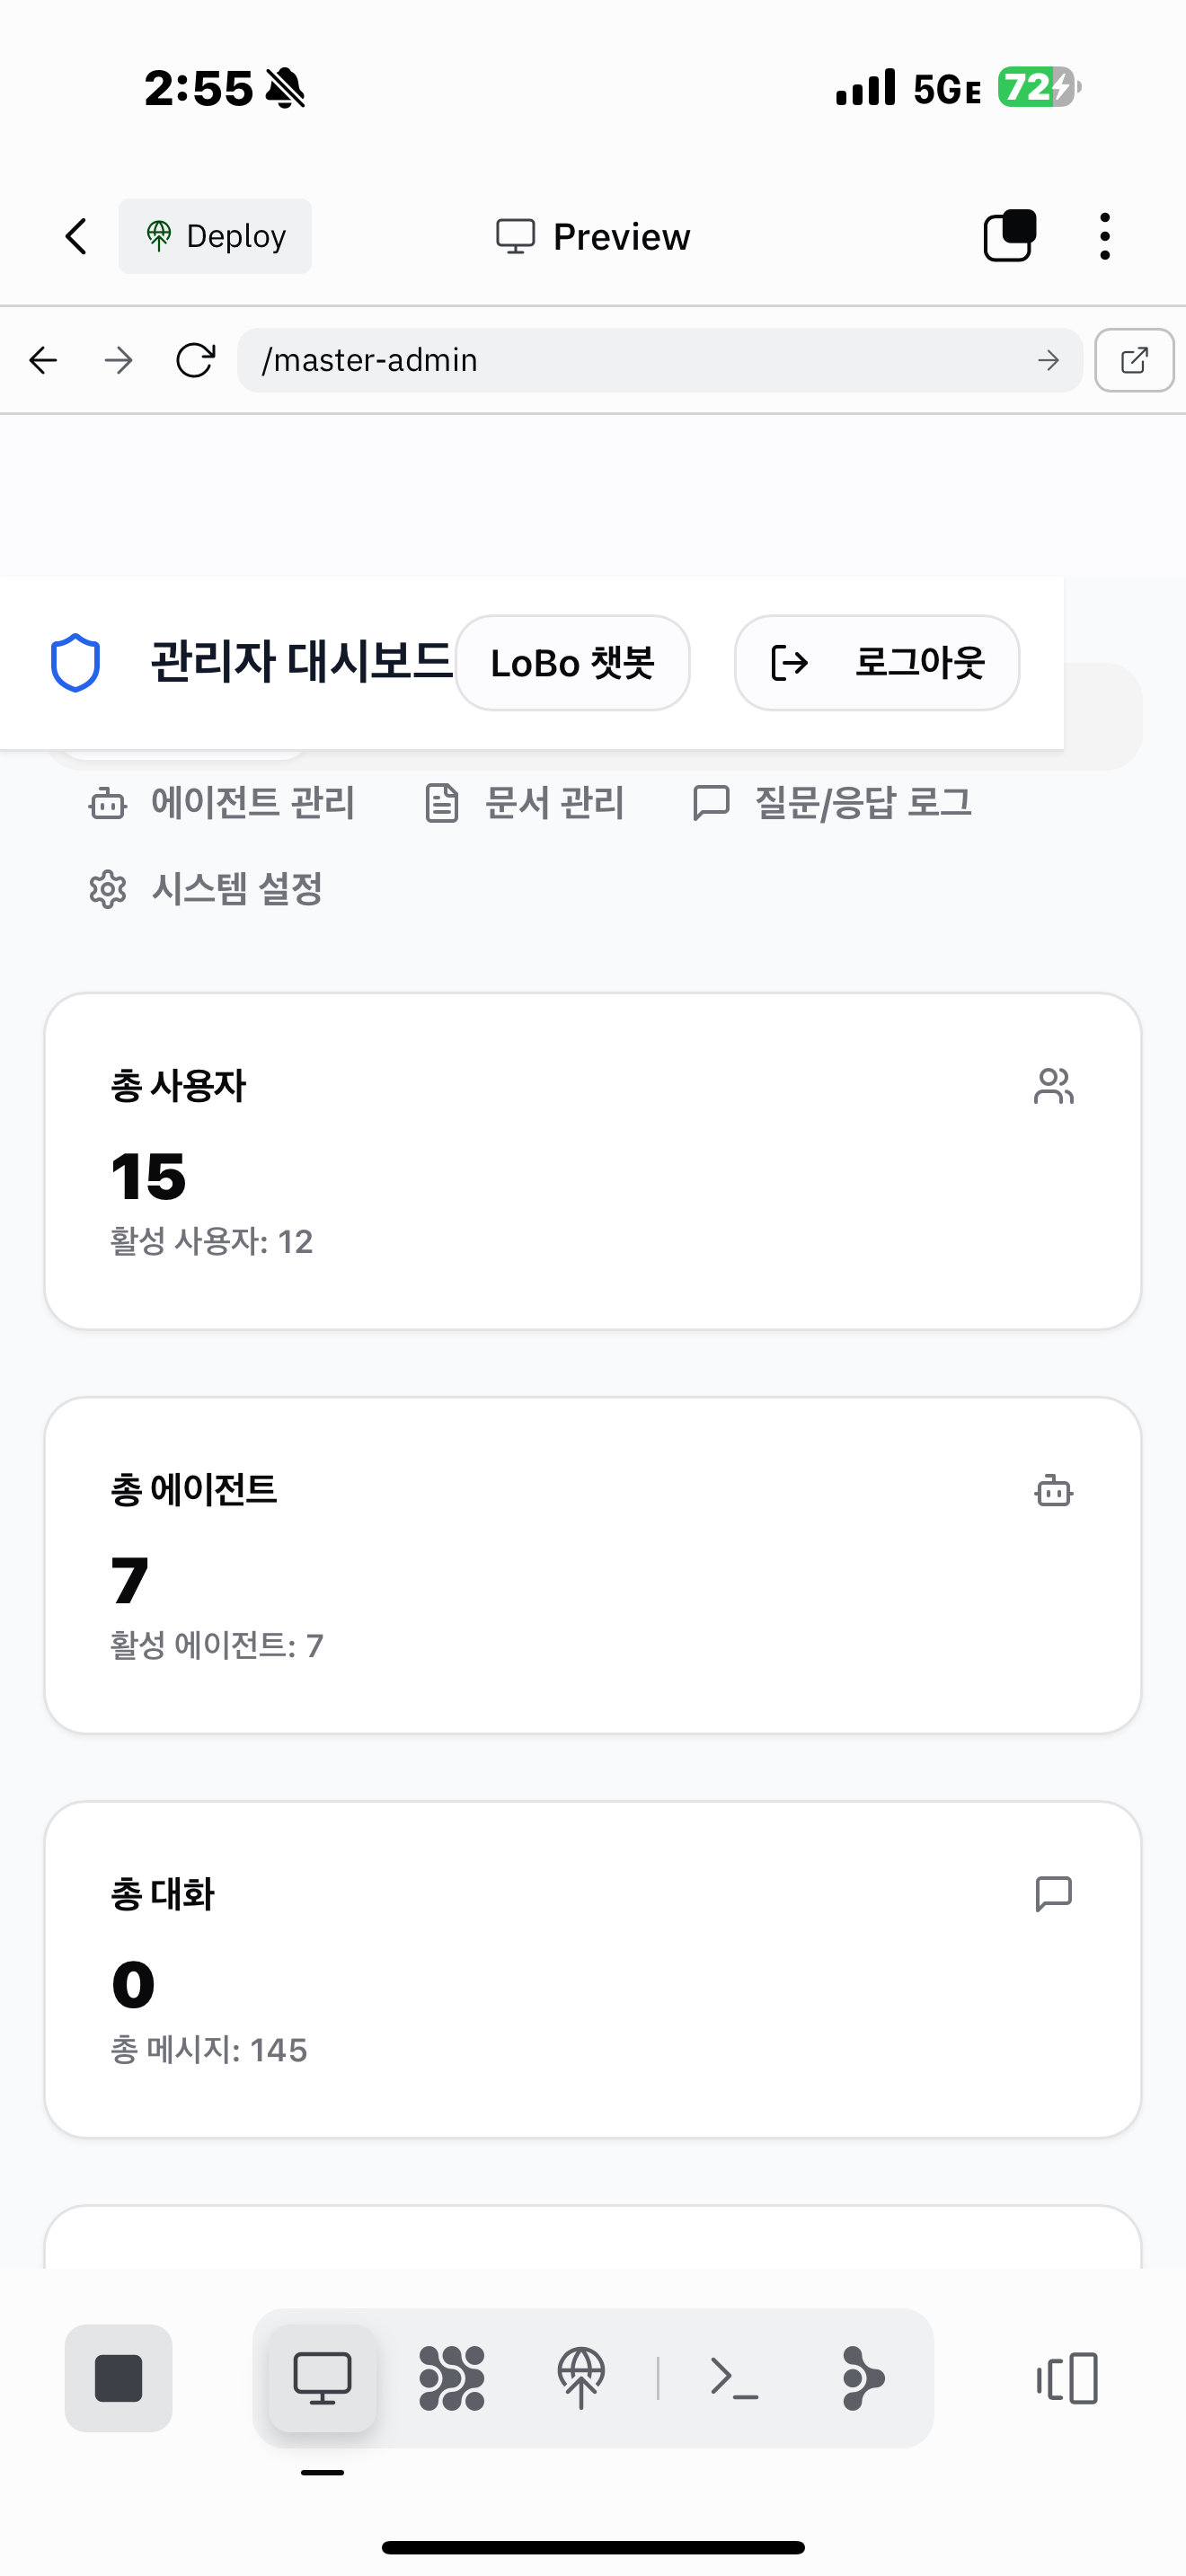 2:55
5GE 72
Deploy
Preview
/master-admin
관리자 대시보드
LoBo 챗봇
로그아웃
에이전트 관리
문서 관리
질문/응답 로그
시스템 설정
총 사용자
15
활성 사용자: 12
총 에이전트
7
활성 에이전트: 7
총 대화
0
총 메시지: 145